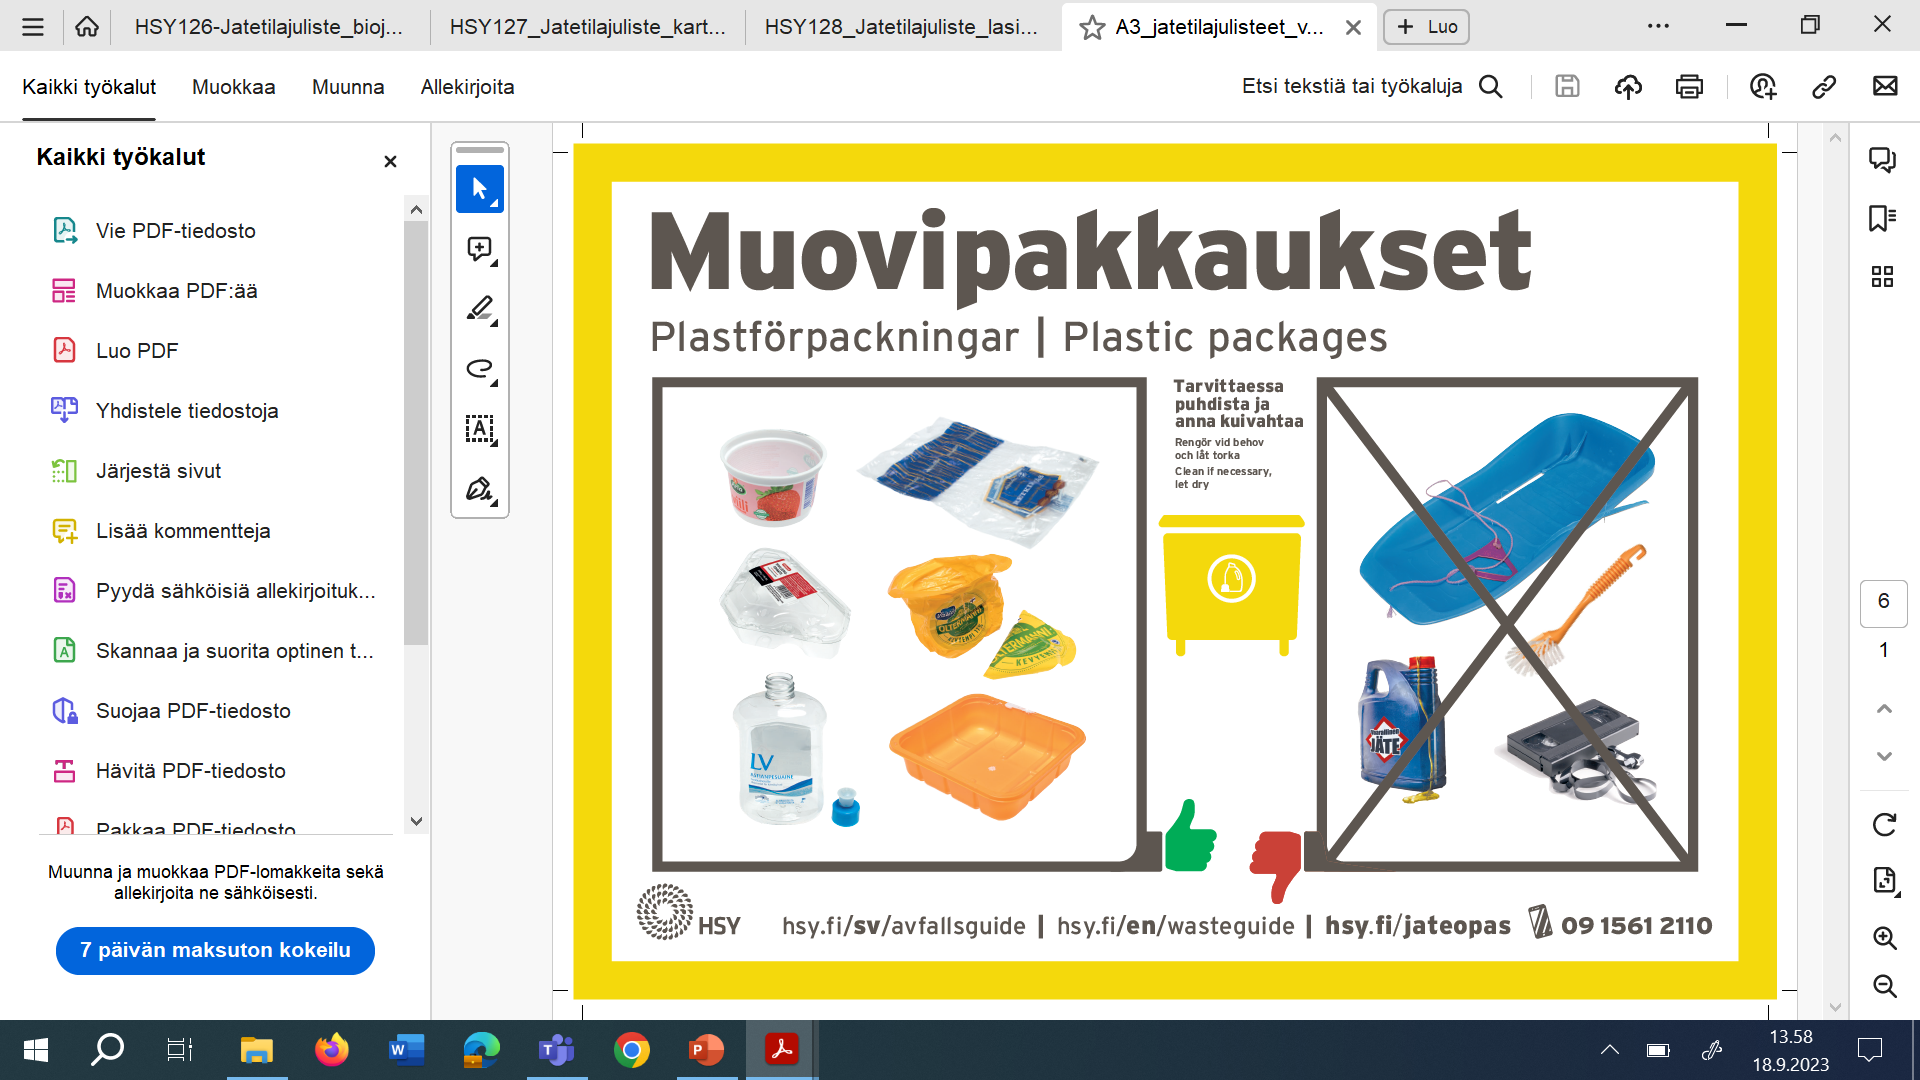 HSY126-Jatetilajuliste_bioj...
HSY127_Jatetilajuliste_kart...
HSY128_Jatetilajuliste_lasi...
A3_jatetilajulisteet_v...
Luo
Kaikki työkalut
Muokkaa
Muunna
Allekirjoita
Etsi tekstiä tai työkaluja
Kaikki työkalut
Vie PDF-tiedosto
Muokkaa PDF:ää
Luo PDF
Yhdistele tiedostoja
Järjestä sivut
Lisää kommentteja
Pyydä sähköisiä allekirjoituk...
Skannaa ja suorita optinen t...
Suojaa PDF-tiedosto
Hävitä PDF-tiedosto
Pakkaa PDF-tiedosto
Muunna ja muokkaa PDF-lomakkeita sekä
allekirjoita ne sähköisesti.
7 päivän maksuton kokeilu
Muovipakkaukset
Plastförpackningar | Plastic packages
Tarvittaessa
puhdista ja
anna kuivahtaa
Rengör vid behov
och låt torka
Clean if necessary,
let dry
OLTERMANNI
KEVYEMPI
LV
JÄTE
HSY
hsy.fi/sv/avfallsguide | hsy.fi/en/wasteguide | hsy.fi/jateopas 09 1561 2110
6
1
13.58
18.9.2023